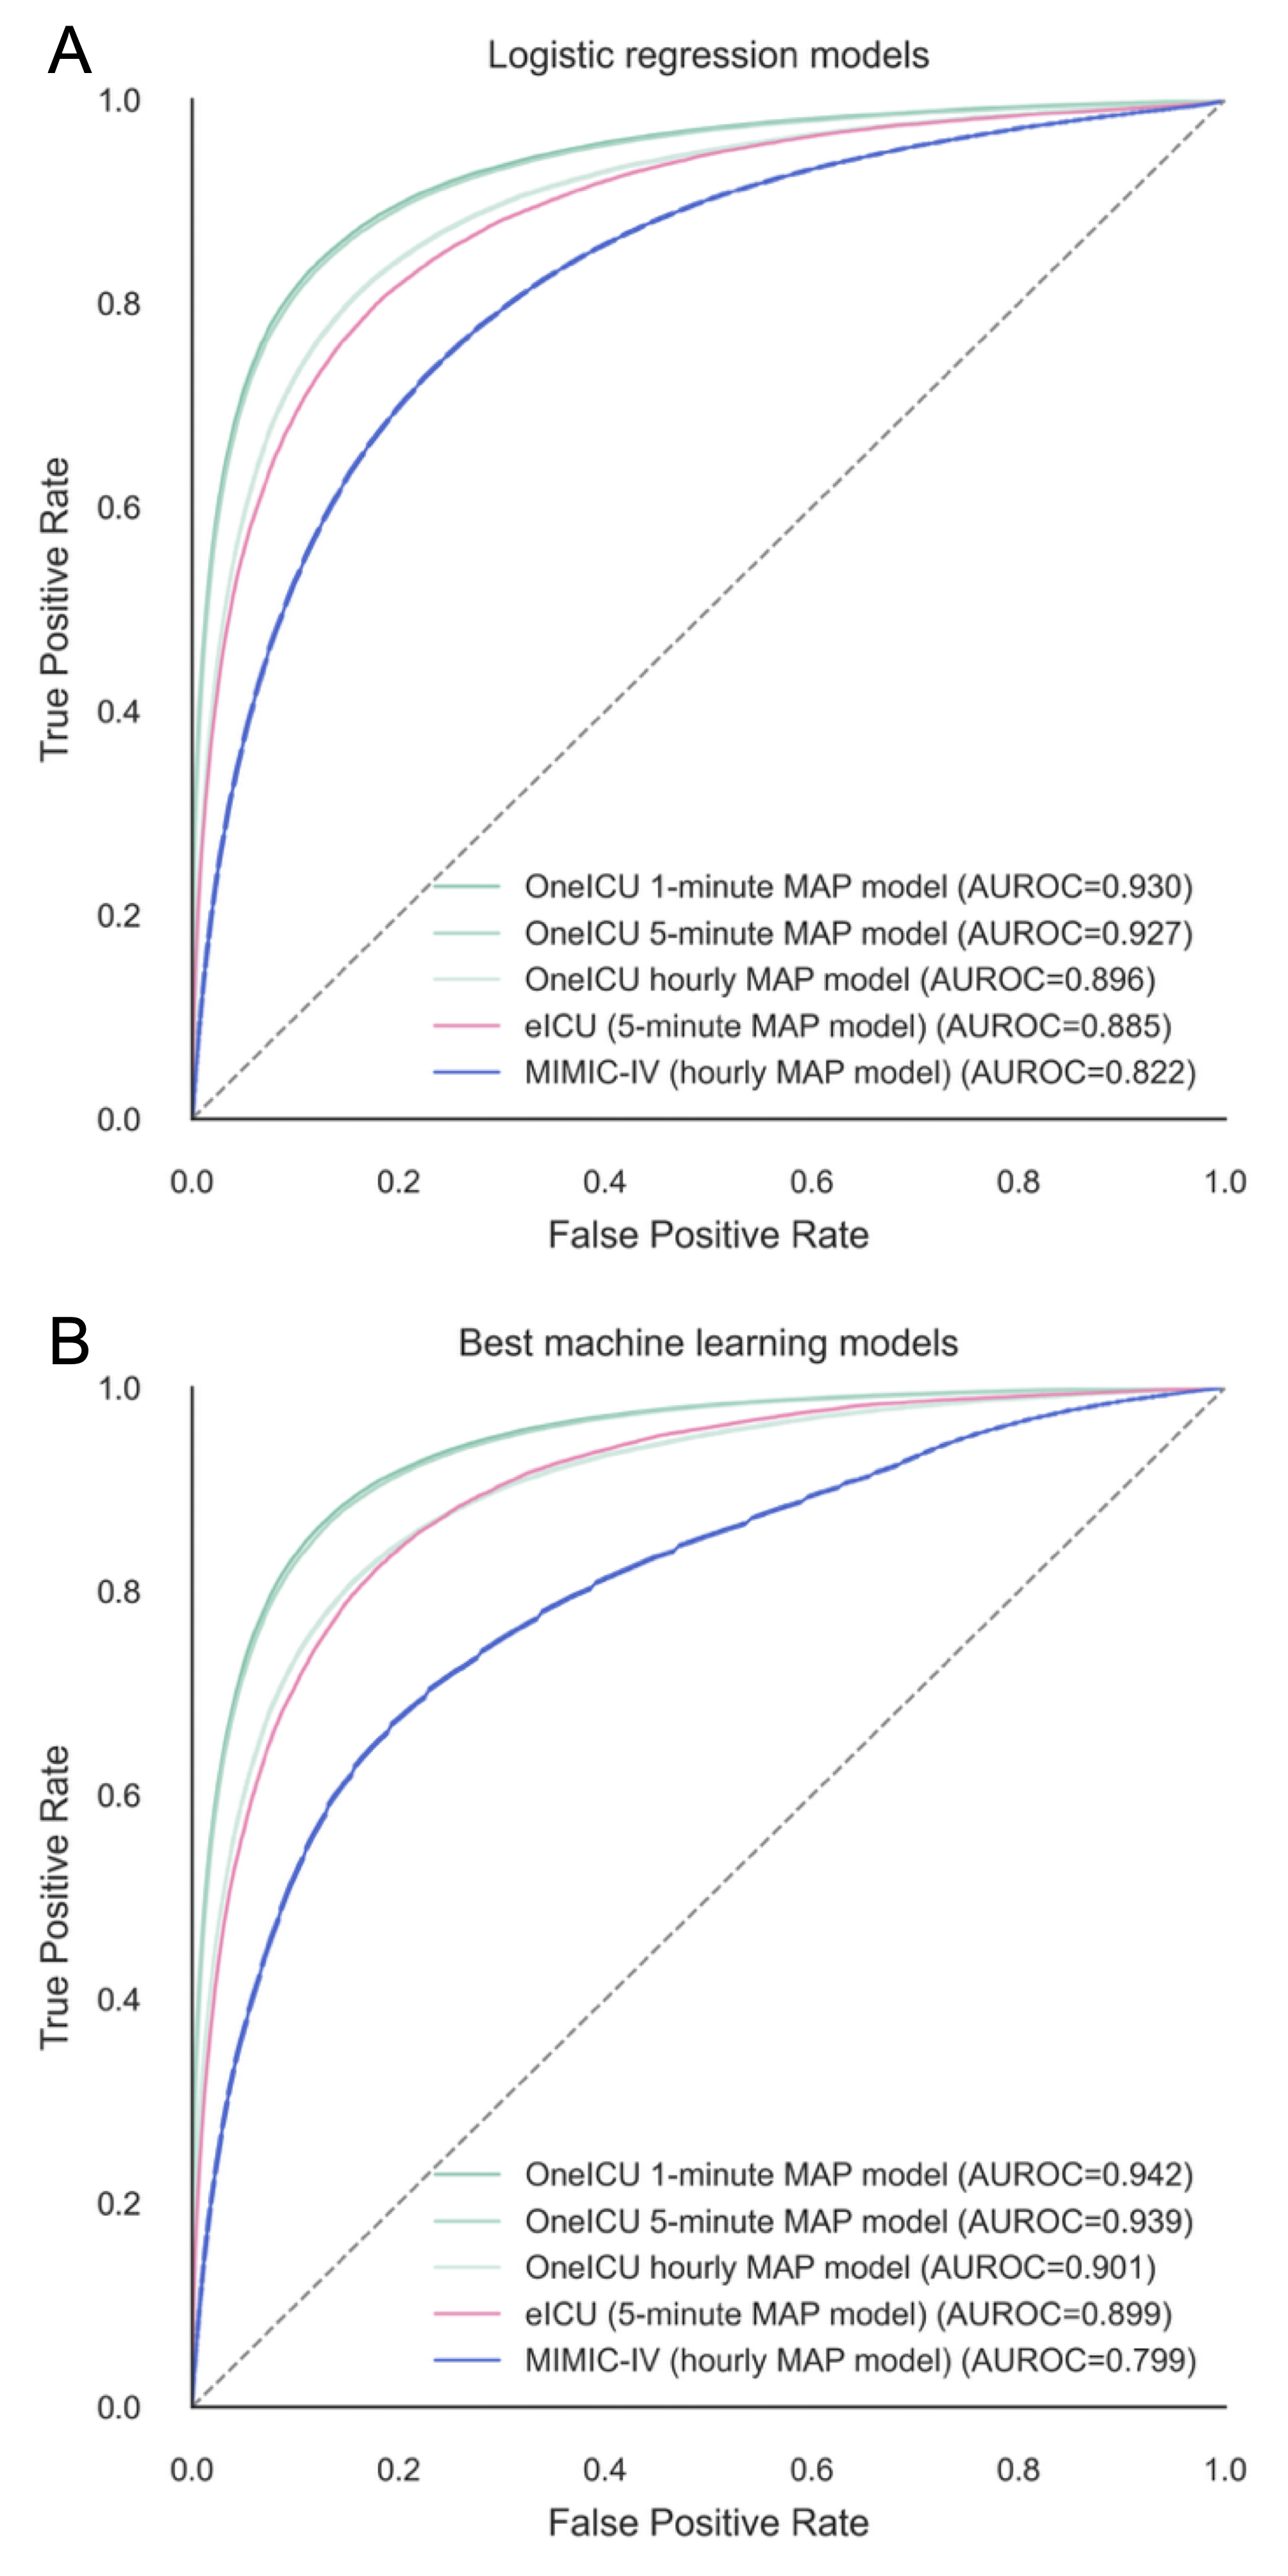 A
Logistic regression models
1.0
0.8
0.6
0.4
0.2
0.0
True Positive Rate
OneICU 1-minute MAP model (AUROC=0.930)
OneICU 5-minute MAP model (AUROC=0.927)
OneICU hourly MAP model (AUROC=0.896)
eICU (5-minute MAP model) (AUROC=0.885)
MIMIC-IV (hourly MAP model) (AUROC=0.822)
0.0 0.2 0.4 0.6 0.8 1.0
False Positive Rate
B
Best machine learning models
1.0
0.8
0.6
0.4
0.2
0.0
True Positive Rate
OneICU 1-minute MAP model (AUROC=0.942)
OneICU 5-minute MAP model (AUROC=0.939)
OneICU hourly MAP model (AUROC=0.901)
eICU (5-minute MAP model) (AUROC=0.899)
MIMIC-IV (hourly MAP model) (AUROC=0.799)
0.0 0.2 0.4 0.6 0.8 1.0
False Positive Rate